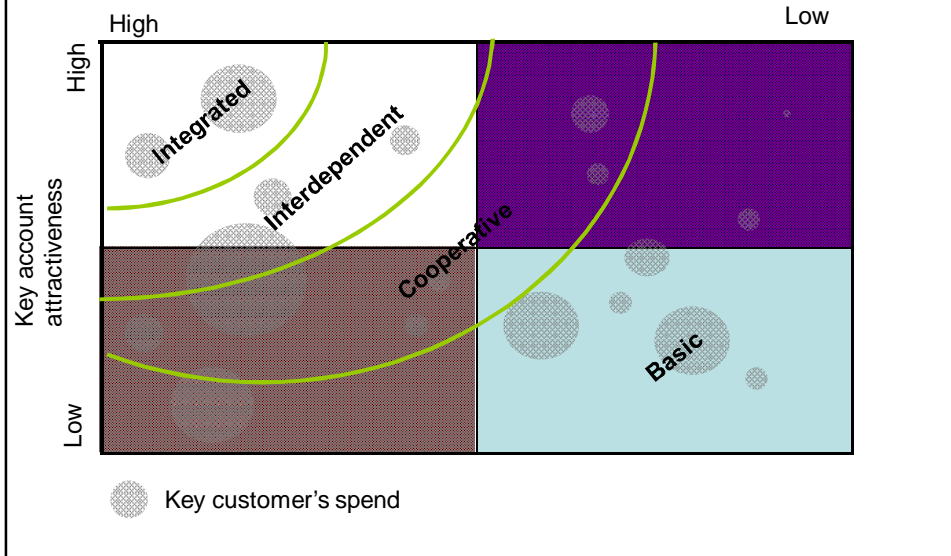 High
Low
High
Integrated
Interdependent
Key account
attractiveness
Cooperative
Basic
Low
Key customer’s spend